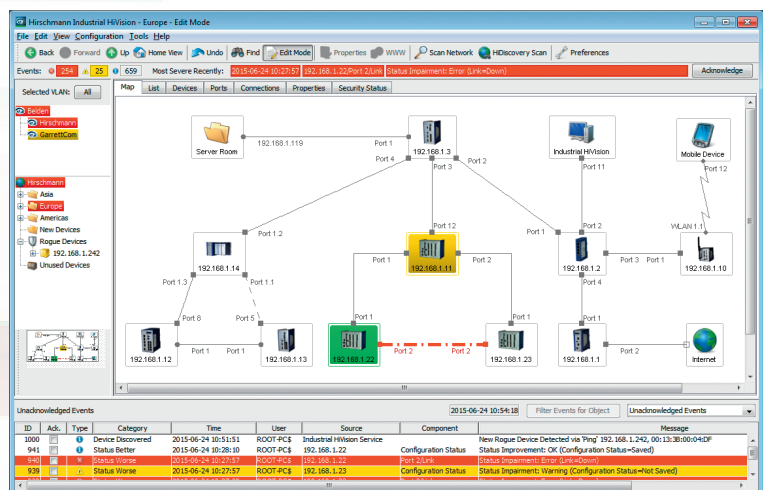 Hirschmann Industrial HiVision - Europe - Edit Mode
File Edit View Configuration Tools Help
Back Forward Up Home View Undo Find Edit Mode Properties WWW Scan Network HiDiscovery Scan Preferences
Events: 254 25 659 Most Severe Recently: 2015-06-24 10:27:57 192.168.1.22/Port 2/Link Status Impairment: Error (Link=Down) Acknowledge
Selected VLAN: All
Map List Devices Ports Connections Properties Security Status
Belden
Hirschmann
GarrettCom
Hirschmann
Asia
Europe
Americas
New Devices
Rogue Devices
192.168.1.242
Unused Devices
Server Room
192.168.1.119
Port 1
192.168.1.3
Port 4
Port 3
Port 2
Industrial HiVision
Port 11
Mobile Device
Port 12
Port 1.2
192.168.1.14
Port 1.3
Port 1.1
Port 12
192.168.1.11
Port 1
Port 2
Port 1
Port 2
192.168.1.2
Port 3
Port 4
WLAN 1.1
Port 1
192.168.1.10
Port 6
192.168.1.12
Port 1
Port 5
Port 1
192.168.1.13
Port 1
192.168.1.22
Port 2
Port 2
Port 1
192.168.1.23
Port 1
192.168.1.1
Port 2
Internet
Unacknowledged Events
2015-06-24 10:54:18 Filter Events for Object Unacknowledged Events
ID Ack. Type Category Time User Source Component Message
1000 Device Discovered 2015-06-24 10:51:51 ROOT-PC$ Industrial HiVision Service New Rogue Device Detected via 'Ping' 192.168.1.242, 00:13:3B:00:04:DF
941 Status Better 2015-06-24 10:28:10 ROOT-PC$ 192.168.1.22 Configuration Status Status Improvement: OK (Configuration Status=Saved)
940 Status Worse 2015-06-24 10:27:57 ROOT-PC$ 192.168.1.22 Port 2/Link Status Impairment: Error (Link=Down)
939 Status Worse 2015-06-24 10:27:57 ROOT-PC$ 192.168.1.23 Configuration Status Status Impairment: Warning (Configuration Status=Not Saved)